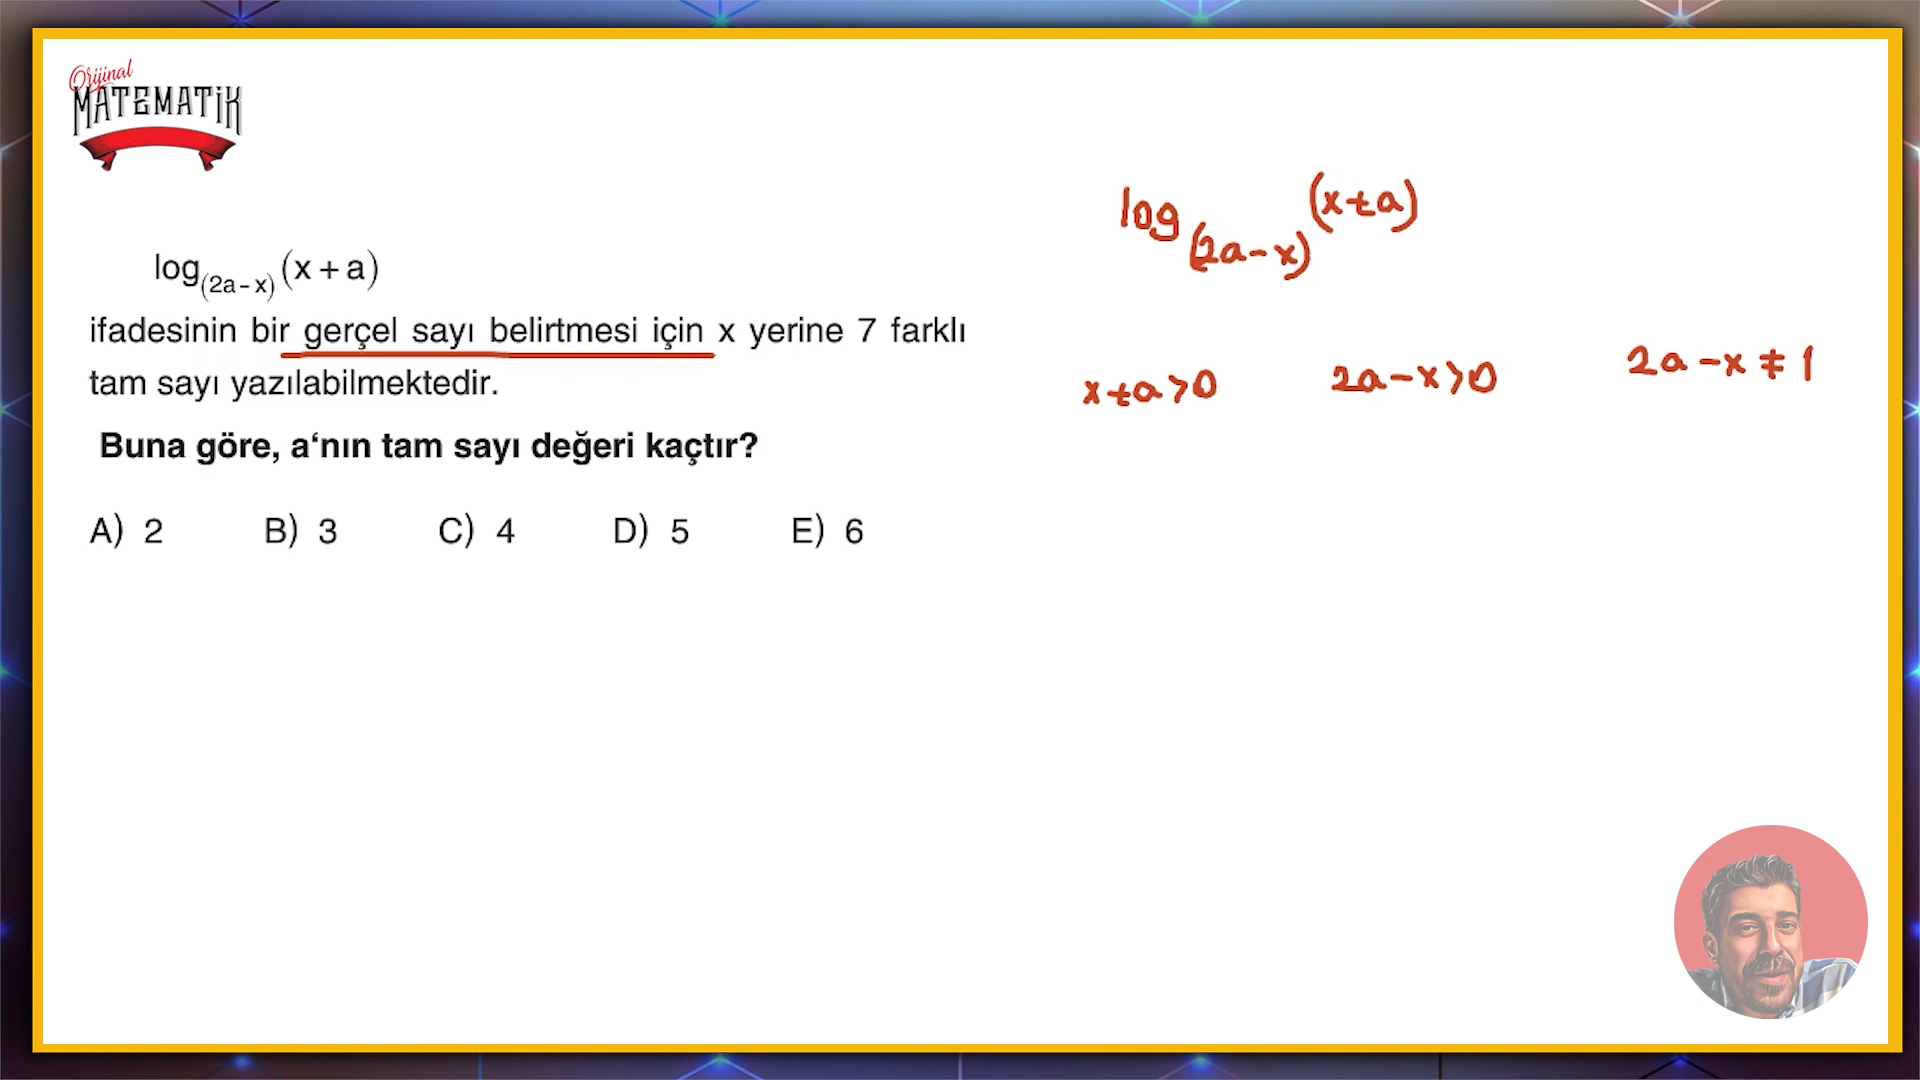 Orijinal
MATEMATİK
log(2a-x)(x+a)
ifadesinin bir gerçel sayı belirtmesi için x yerine 7 farklı
tam sayı yazılabilmektedir.
Buna göre, a‘nın tam sayı değeri kaçtır?
A) 2 B) 3 C) 4 D) 5 E) 6
log(2a-x)(x+a)
x+a>0 2a-x>0 2a-x≠1